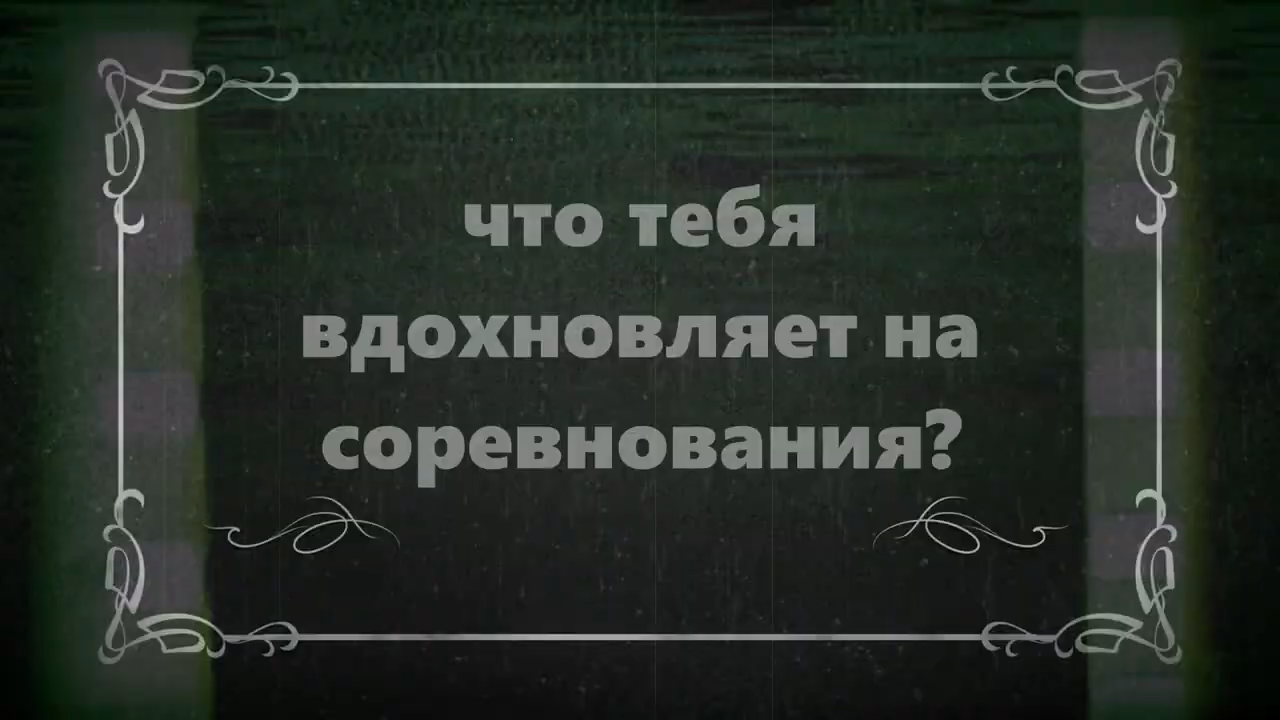 что тебя
вдохновляет на
соревнования?